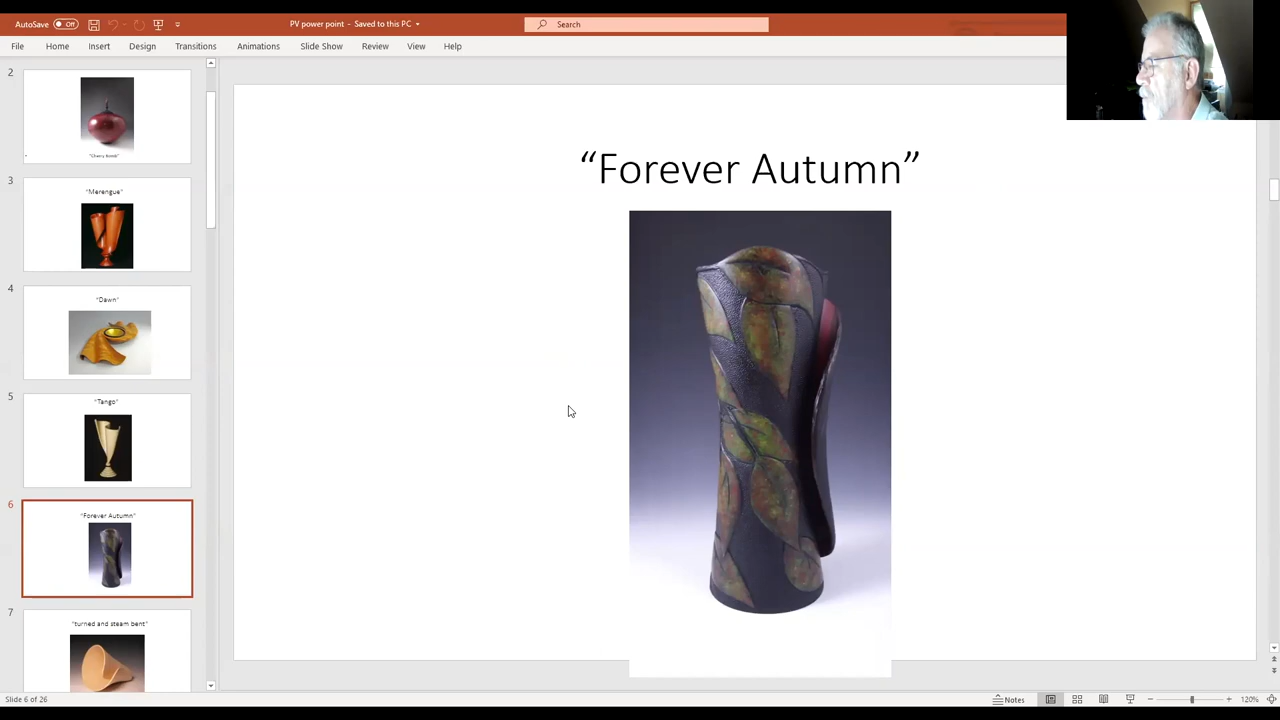 AutoSave Off
PV power point – Saved to this PC
Search
File Home Insert Design Transitions Animations Slide Show Review View Help
2
"Cherry Bomb"
3
"Merengue"
4
"Dawn"
5
"Tango"
6
"Forever Autumn"
7
"turned and steam bent"
“Forever Autumn”
Slide 6 of 26
Notes
120%